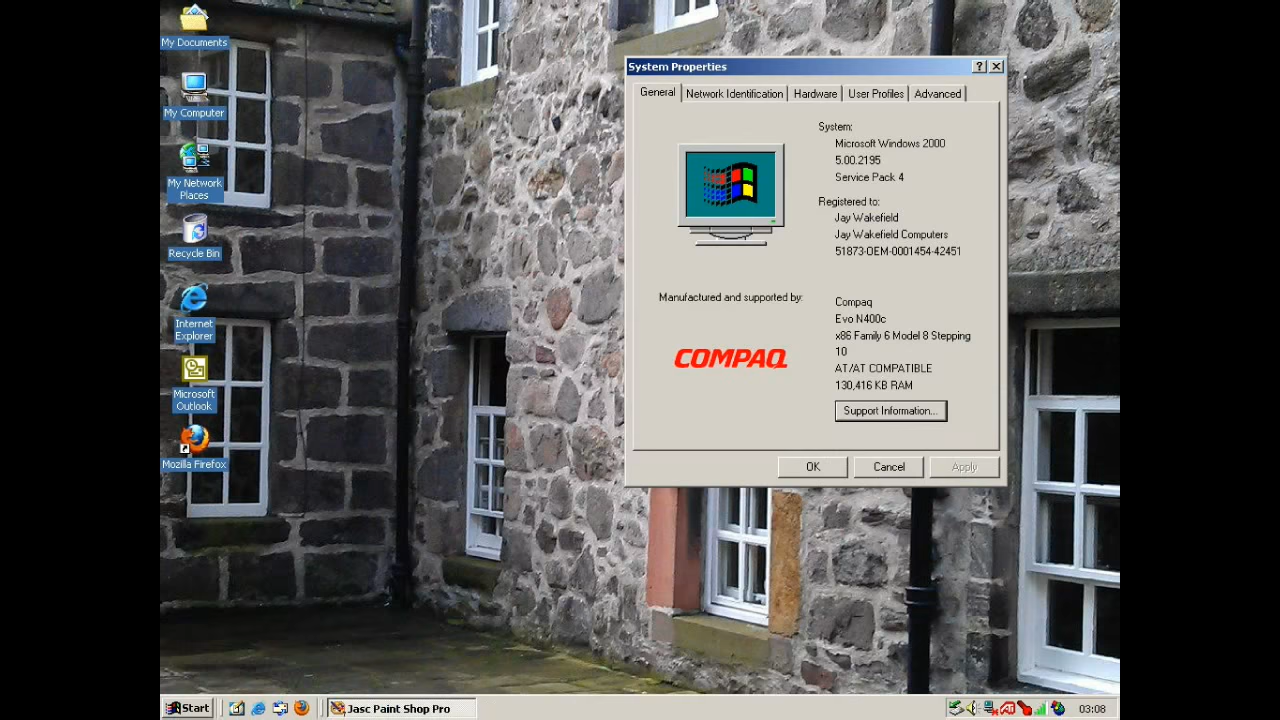 My Documents
My Computer
My Network
Places
Recycle Bin
Internet
Explorer
Microsoft
Outlook
Mozilla Firefox
System Properties
General
Network Identification
Hardware
User Profiles
Advanced
System:
Microsoft Windows 2000
5.00.2195
Service Pack 4
Registered to:
Jay Wakefield
Jay Wakefield Computers
51873-OEM-0001454-42451
Manufactured and supported by:
Compaq
Evo N400c
x86 Family 6 Model 8 Stepping
10
AT/AT COMPATIBLE
130,416 KB RAM
COMPAQ
Support Information...
OK
Cancel
Apply
Start
Jasc Paint Shop Pro
03:08